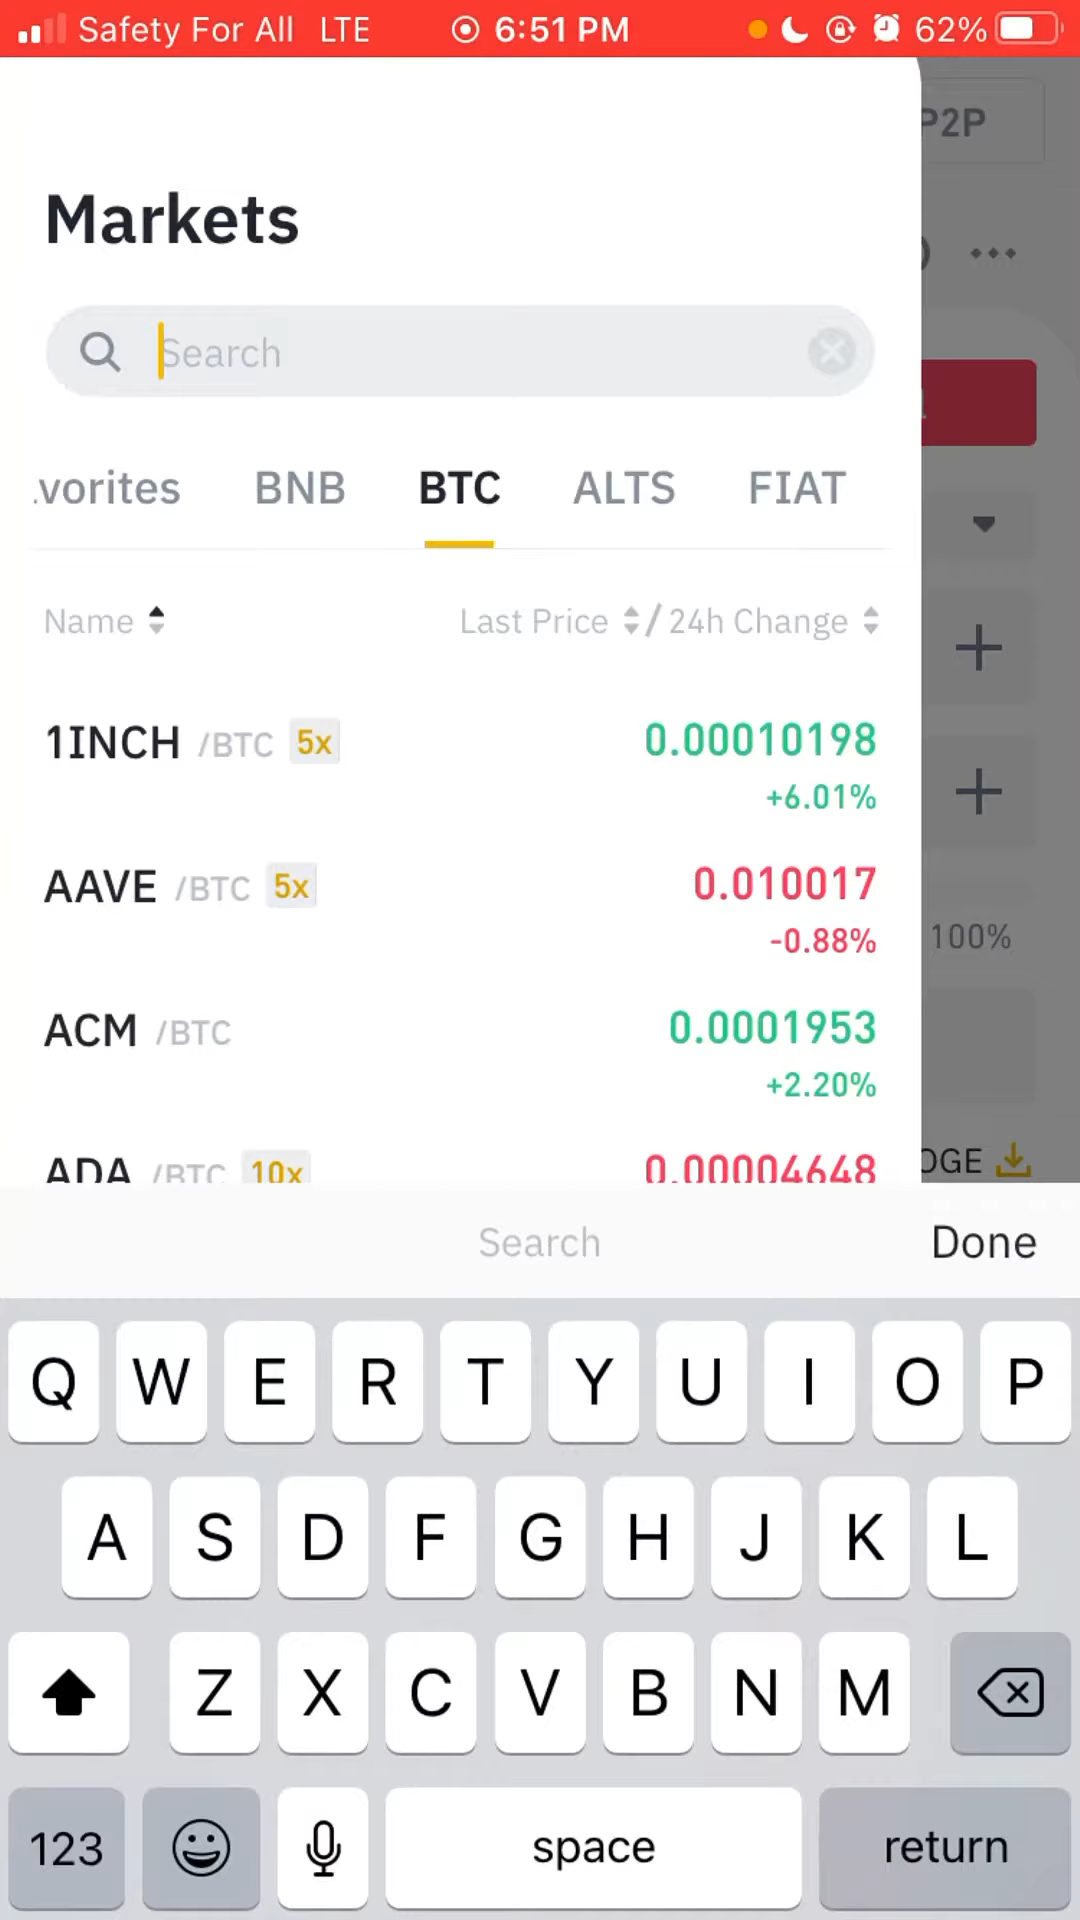 Safety For All LTE 6:51 PM 62%
P2P
Markets
Search
vorites BNB BTC ALTS FIAT
Name Last Price / 24h Change
1INCH /BTC 5x 0.00010198
+6.01%
AAVE /BTC 5x 0.010017
-0.88%
100%
ACM /BTC 0.0001953
+2.20%
ADA /BTC 10x 0.00004648
OGE
Search Done
Q W E R T Y U I O P
A S D F G H J K L
Z X C V B N M
123 space return